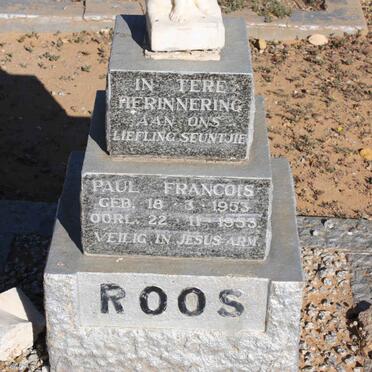 IN TERE
HERINNERING
AAN ONS
LIEFLING SEUNTJIE
PAUL FRANCOIS
GEB. 18 - 3 - 1953
OORL. 22 - 11 - 1953
VEILIG IN JESUS ARM
ROOS